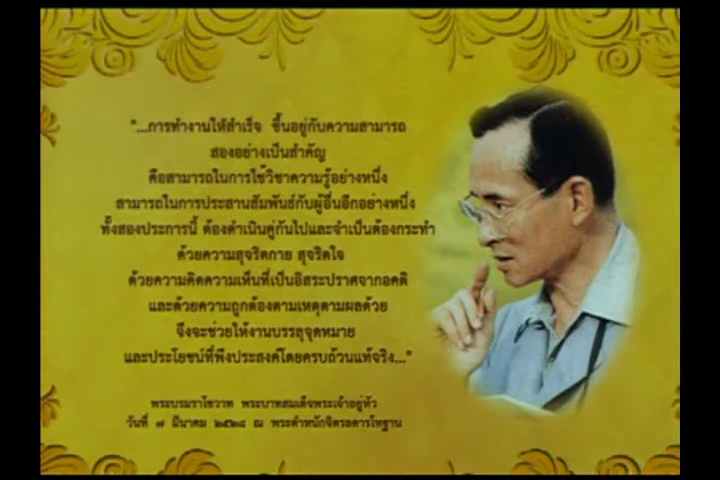 "...การทำงานให้สำเร็จ ขึ้นอยู่กับความสามารถ
สองอย่างเป็นสำคัญ
คือสามารถในการใช้วิชาความรู้อย่างหนึ่ง
สามารถในการประสานสัมพันธ์กับผู้อื่นอีกอย่างหนึ่ง
ทั้งสองประการนี้ ต้องดำเนินคู่กันไปและจำเป็นต้องกระทำ
ด้วยความสุจริตกาย สุจริตใจ
ด้วยความคิดความเห็นที่เป็นอิสระปราศจากอคติ
และด้วยความถูกต้องตามเหตุตามผลด้วย
จึงจะช่วยให้งานบรรลุจุดหมาย
และประโยชน์ที่พึงประสงค์โดยครบถ้วนแท้จริง..."
พระบรมราโชวาท พระบาทสมเด็จพระเจ้าอยู่หัว
วันที่ ๗ มีนาคม ๒๕๒๘ ณ พระตำหนักจิตรลดารโหฐาน